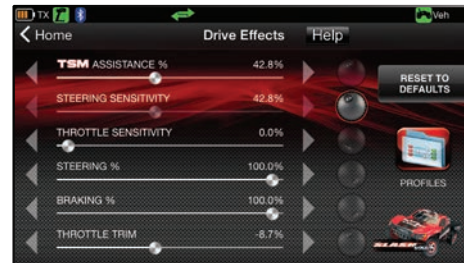 TX Veh
Home Drive Effects Help
TSM ASSISTANCE % 42.8%
STEERING SENSITIVITY 42.8%
THROTTLE SENSITIVITY 0.0%
STEERING % 100.0%
BRAKING % 100.0%
THROTTLE TRIM -8.7%
RESET TO
DEFAULTS
PROFILES
SLASH